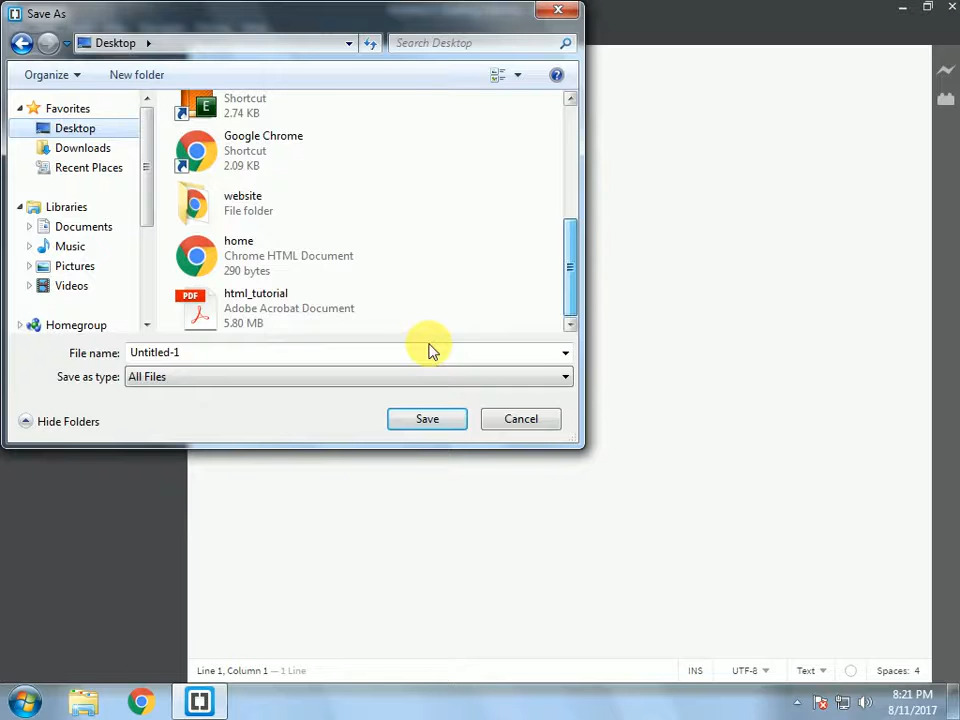 Save As
Desktop
Search Desktop
Organize
New folder
Favorites
Desktop
Downloads
Recent Places
Libraries
Documents
Music
Pictures
Videos
Homegroup
E
Shortcut
2.74 KB
Google Chrome
Shortcut
2.09 KB
website
File folder
home
Chrome HTML Document
290 bytes
PDF
html_tutorial
Adobe Acrobat Document
5.80 MB
File name:
Untitled-1
Save as type:
All Files
Hide Folders
Save
Cancel
Line 1, Column 1 — 1 Line
INS
UTF-8
Text
Spaces: 4
8:21 PM
8/11/2017